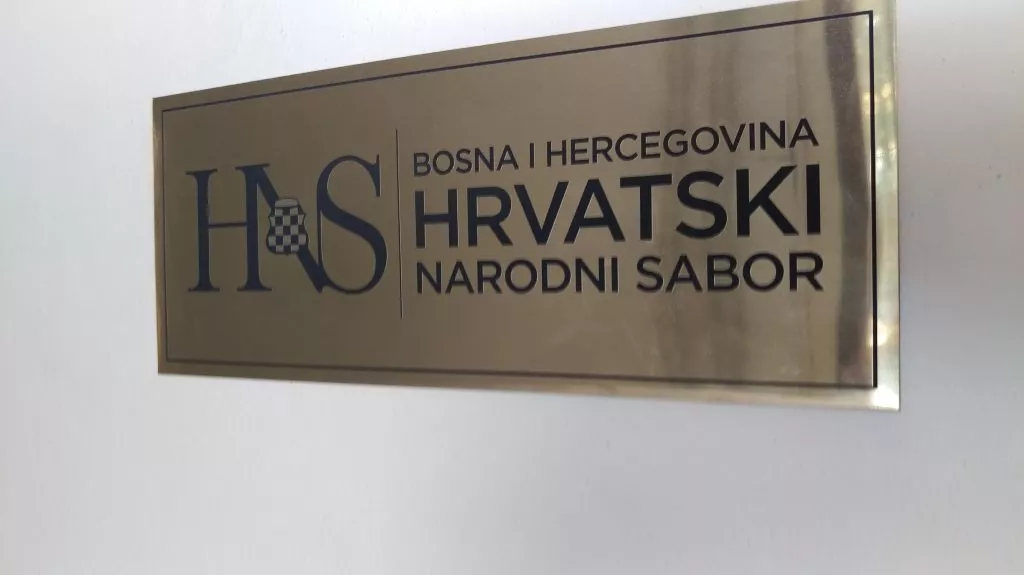 HNS
BOSNA I HERCEGOVINA
HRVATSKI
NARODNI SABOR